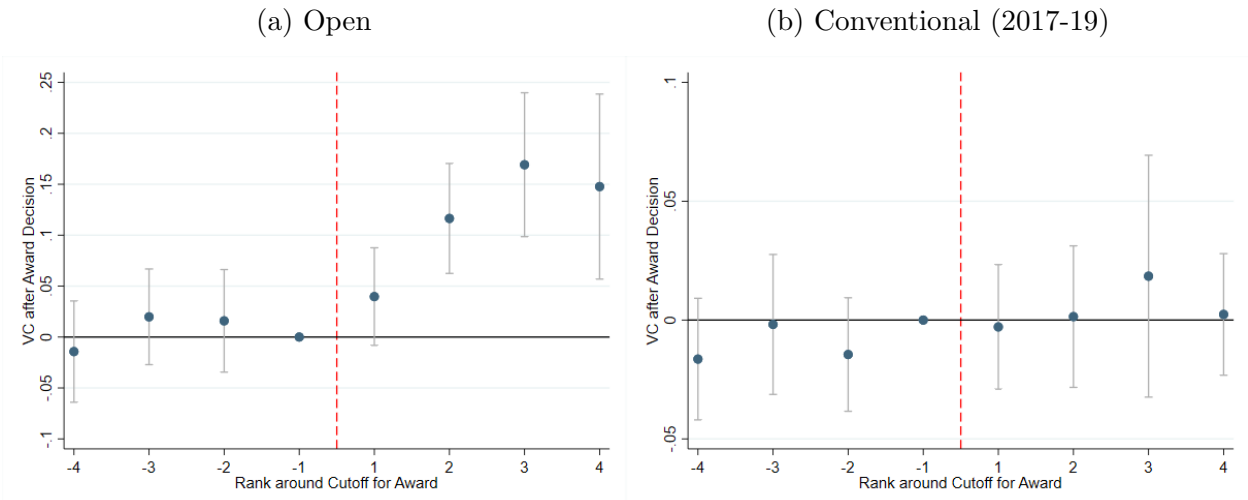 (a) Open
(b) Conventional (2017-19)
VC after Award Decision
.25
.2
.15
.1
.05
0
-.05
-.1
-4 -3 -2 -1 1 2 3 4
Rank around Cutoff for Award
VC after Award Decision
.1
.05
0
-.05
-4 -3 -2 -1 1 2 3 4
Rank around Cutoff for Award